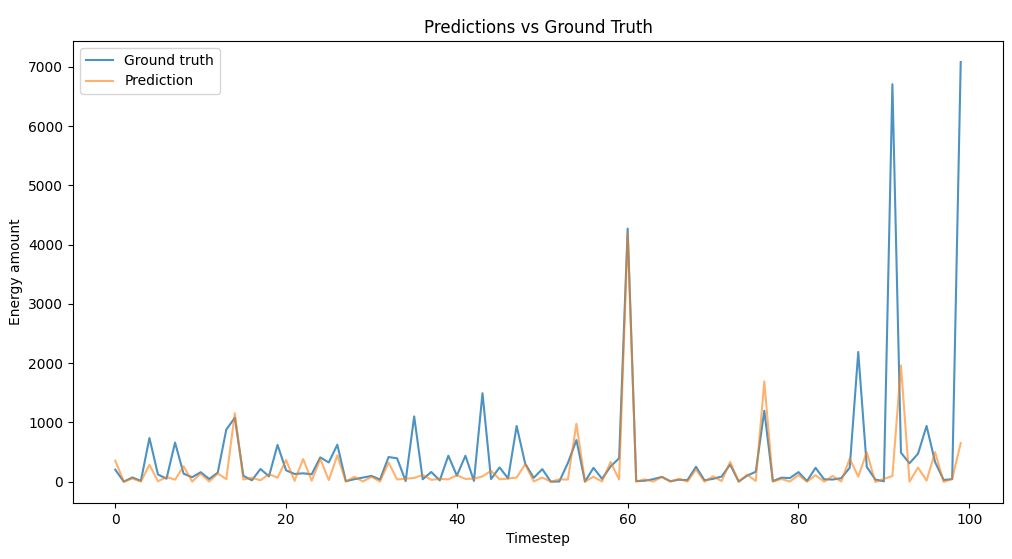 Predictions vs Ground Truth
Ground truth
Prediction
7000
6000
5000
4000
3000
2000
1000
0
Energy amount
0 20 40 60 80 100
Timestep